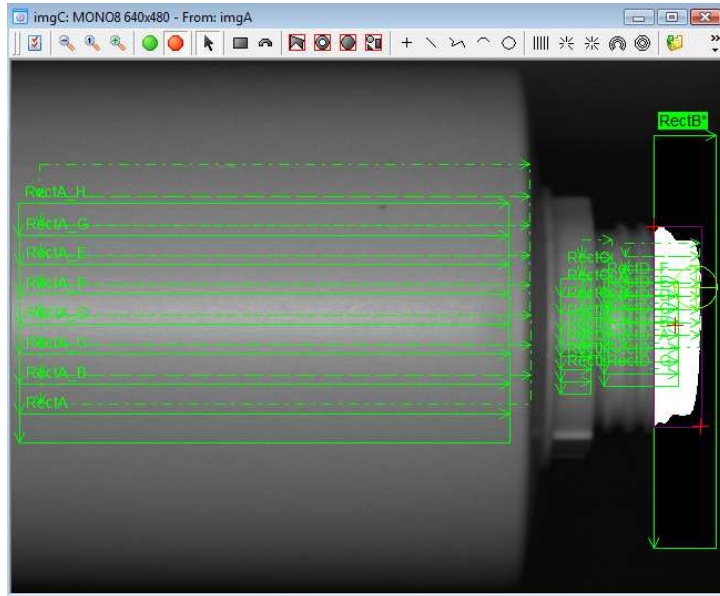 imgC: MONO8 640x480 - From: imgA
RectB*
RectA_H
RectA_G
RectA_E
RectA_F
RectA_D
RectA_C
RectA_B
RectA